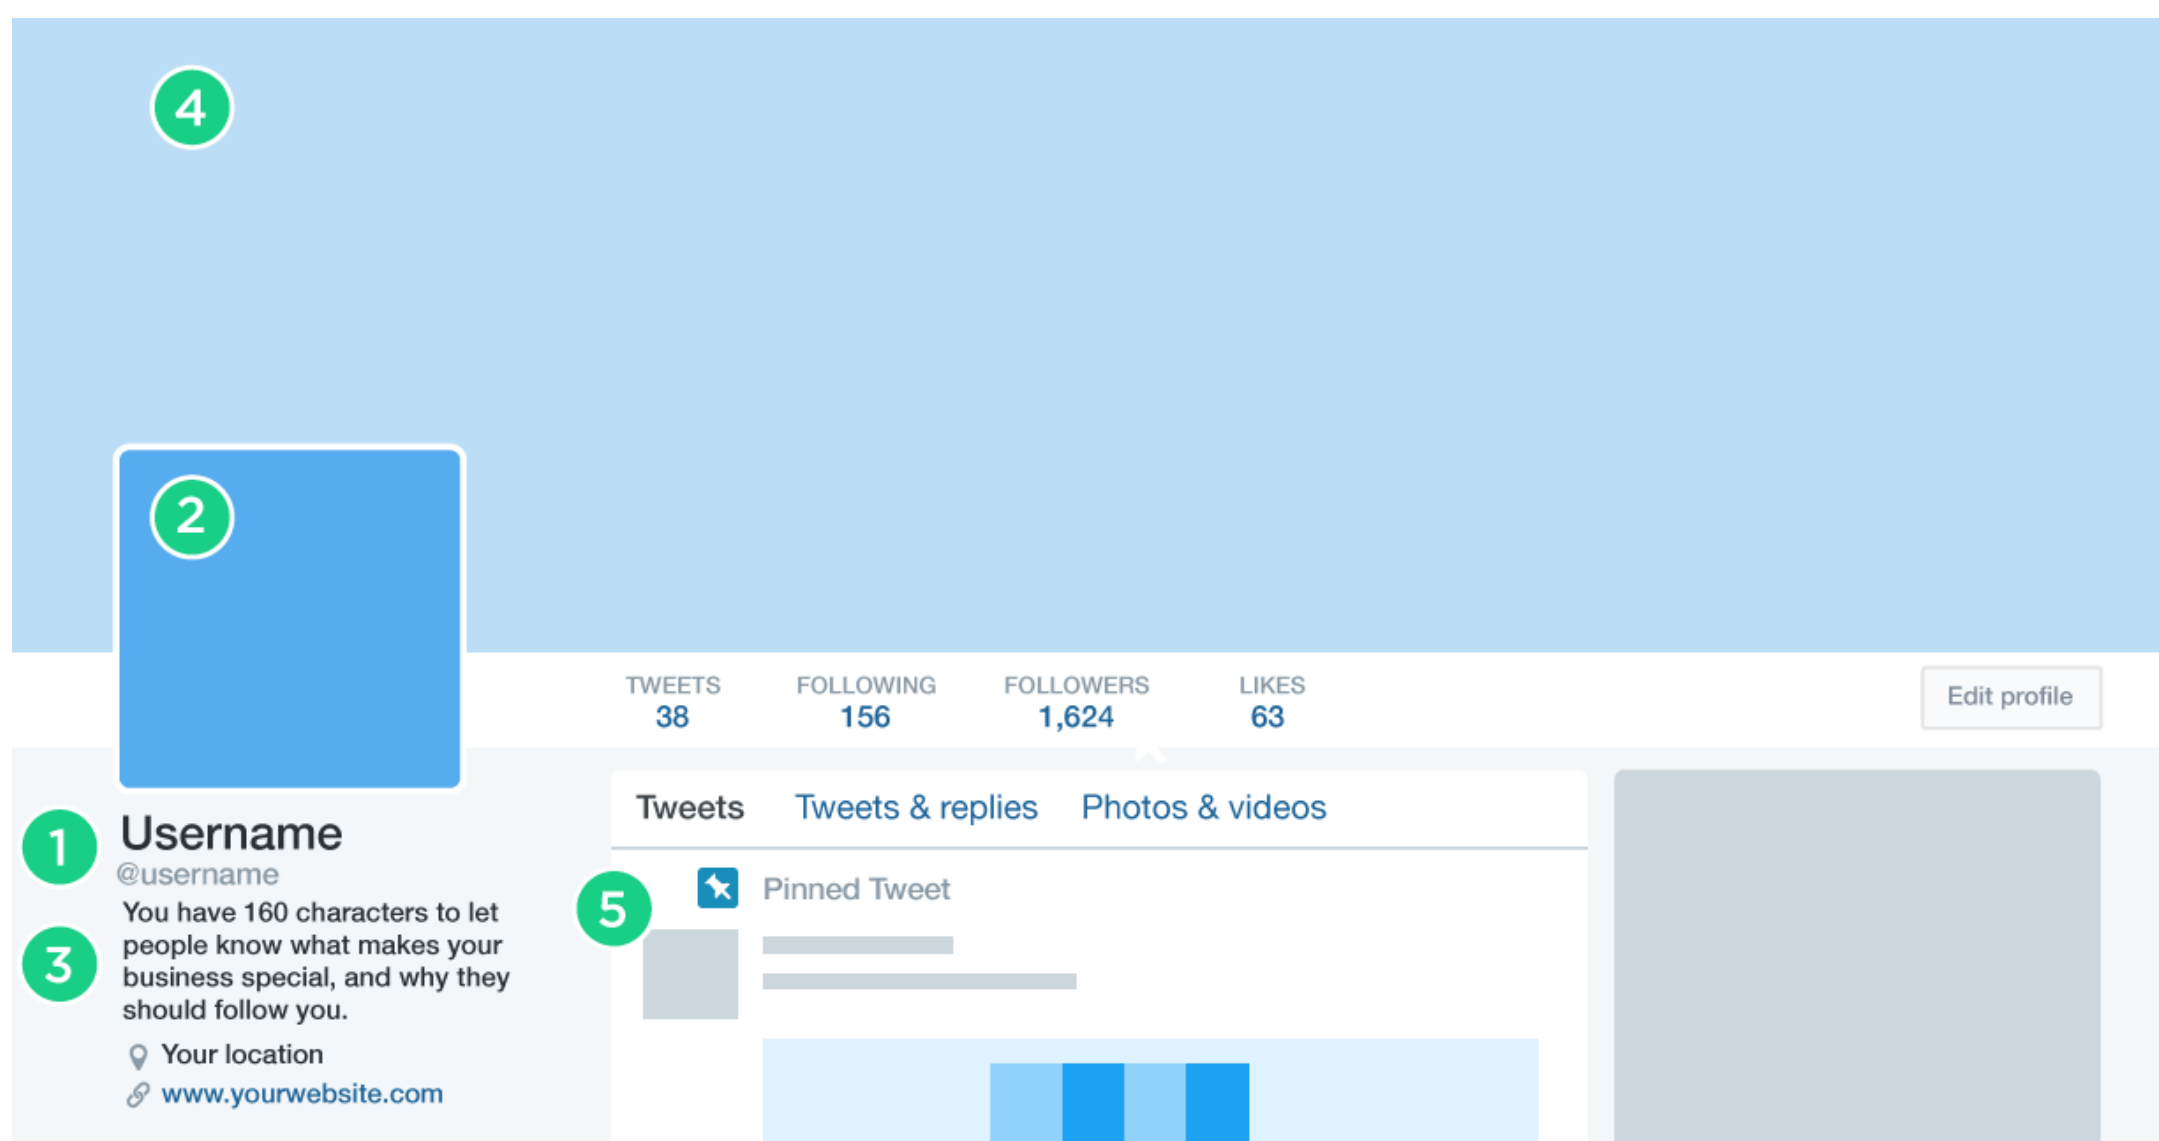 4
2
TWEETS FOLLOWING FOLLOWERS LIKES
38 156 1,624 63
Edit profile
1
Username
@username
3
You have 160 characters to let
people know what makes your
business special, and why they
should follow you.
Your location
www.yourwebsite.com
Tweets Tweets & replies Photos & videos
5
Pinned Tweet